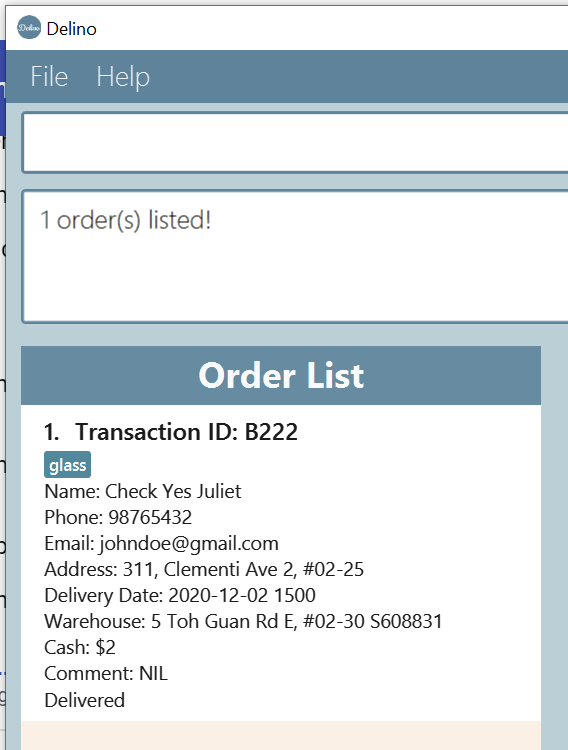 Delino
Delino
File Help
1 order(s) listed!
Order List
1. Transaction ID: B222
glass
Name: Check Yes Juliet
Phone: 98765432
Email: johndoe@gmail.com
Address: 311, Clementi Ave 2, #02-25
Delivery Date: 2020-12-02 1500
Warehouse: 5 Toh Guan Rd E, #02-30 S608831
Cash: $2
Comment: NIL
Delivered